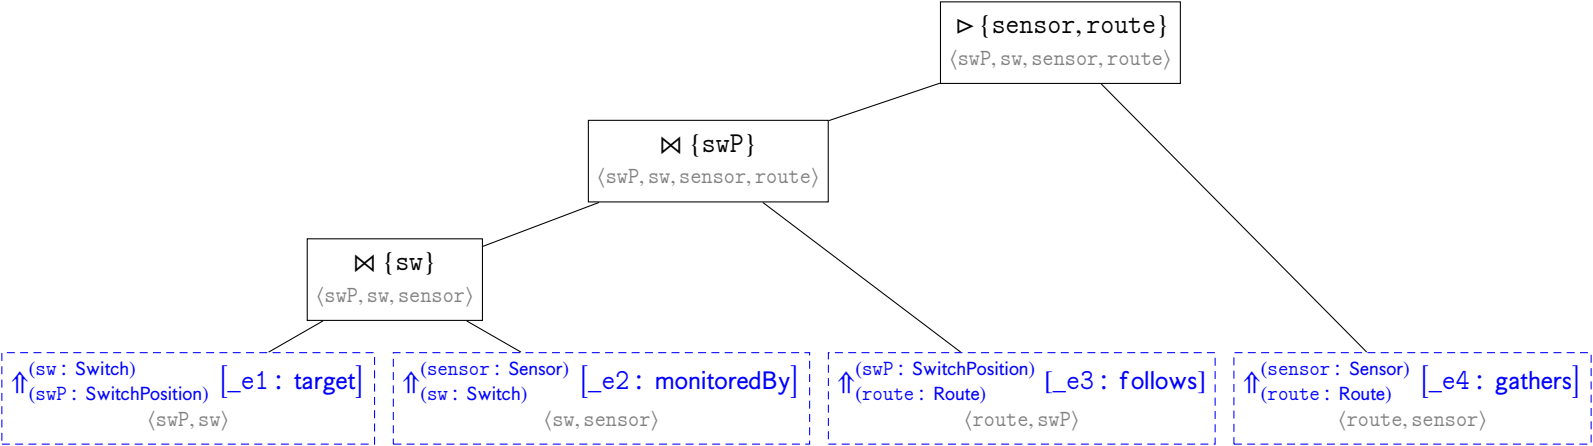 ▷ {sensor, route}
⟨swP, sw, sensor, route⟩
⋈ {swP}
⟨swP, sw, sensor, route⟩
⋈ {sw}
⟨swP, sw, sensor⟩
⇑(sw: Switch)(swP: SwitchPosition) [_e1: target]
⟨swP, sw⟩
⇑(sensor: Sensor)(sw: Switch) [_e2: monitoredBy]
⟨sw, sensor⟩
⇑(swP: SwitchPosition)(route: Route) [_e3: follows]
⟨route, swP⟩
⇑(sensor: Sensor)(route: Route) [_e4: gathers]
⟨route, sensor⟩